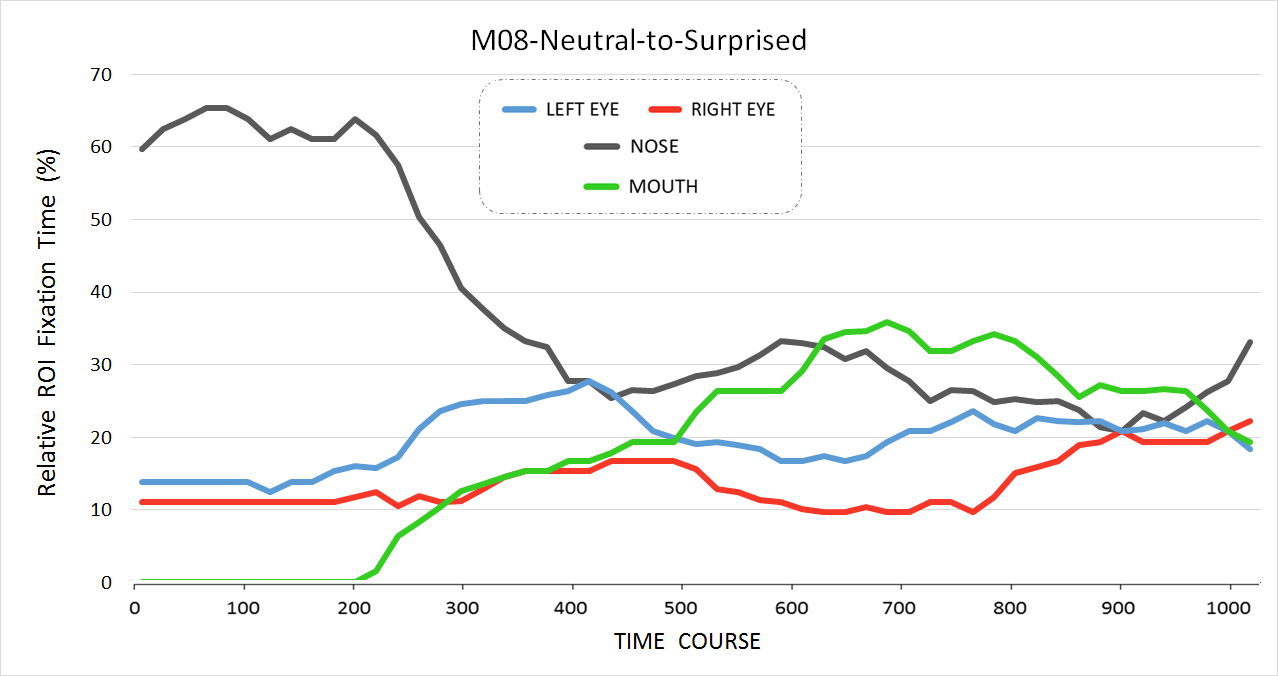 M08-Neutral-to-Surprised
LEFT EYE RIGHT EYE
NOSE
MOUTH
Relative ROI Fixation Time (%)
70
60
50
40
30
20
10
0
0 100 200 300 400 500 600 700 800 900 1000
TIME COURSE